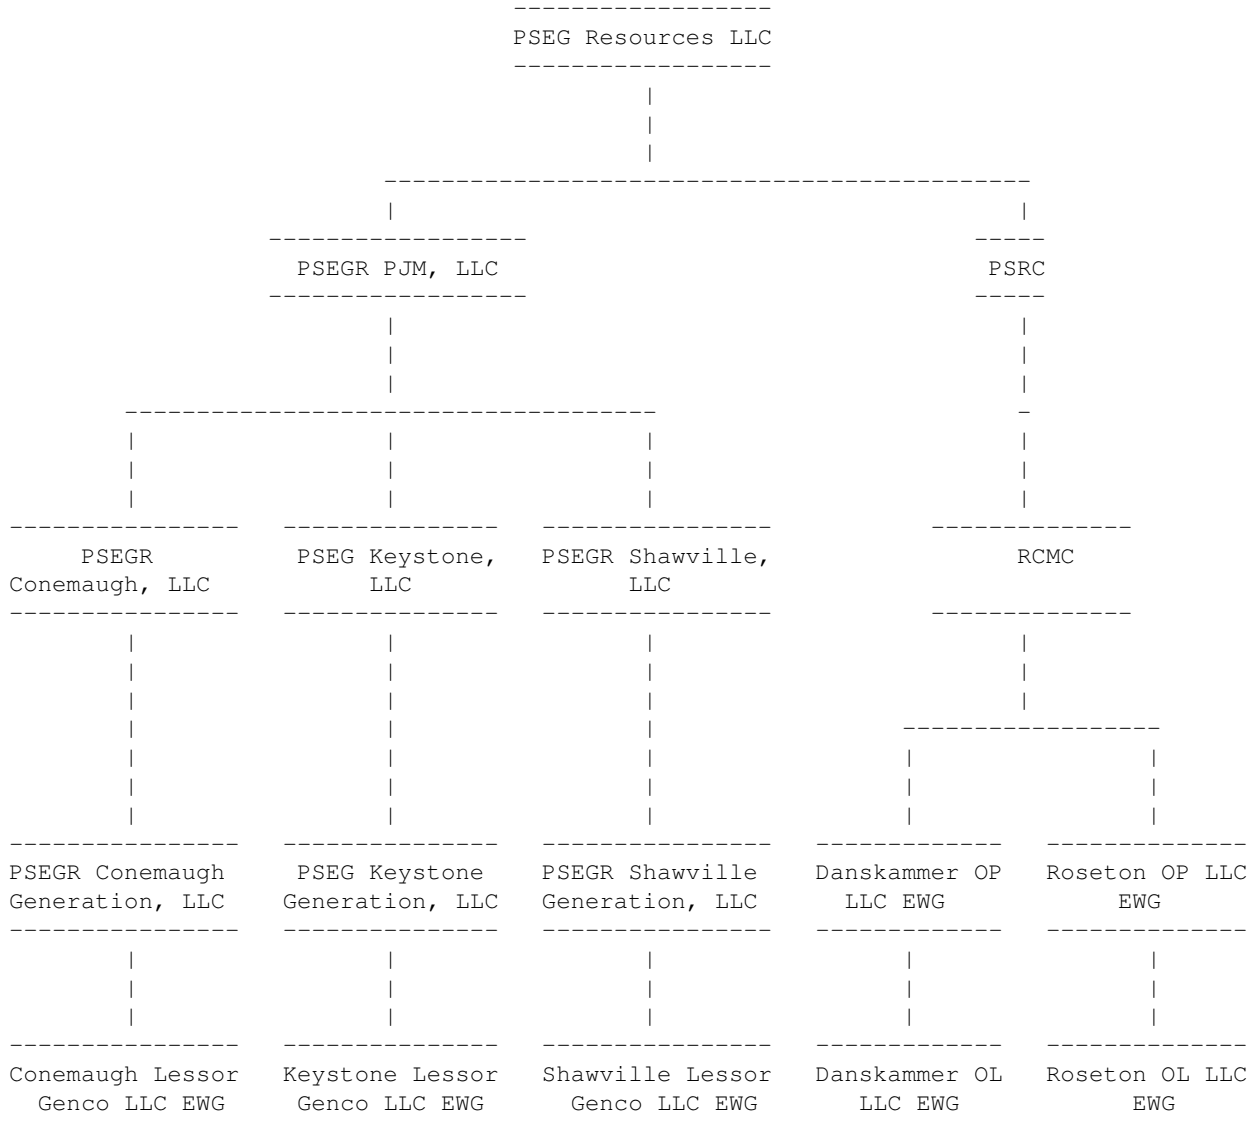 PSEG Resources LLC
PSEGR PJM, LLC PSRC
PSEGR PSEG Keystone, PSEGR Shawville, RCMC
Conemaugh, LLC LLC LLC
PSEGR Conemaugh PSEG Keystone PSEGR Shawville Danskammer OP Roseton OP LLC
Generation, LLC Generation, LLC Generation, LLC LLC EWG EWG
Conemaugh Lessor Keystone Lessor Shawville Lessor Danskammer OL Roseton OL LLC
Genco LLC EWG Genco LLC EWG Genco LLC EWG LLC EWG EWG